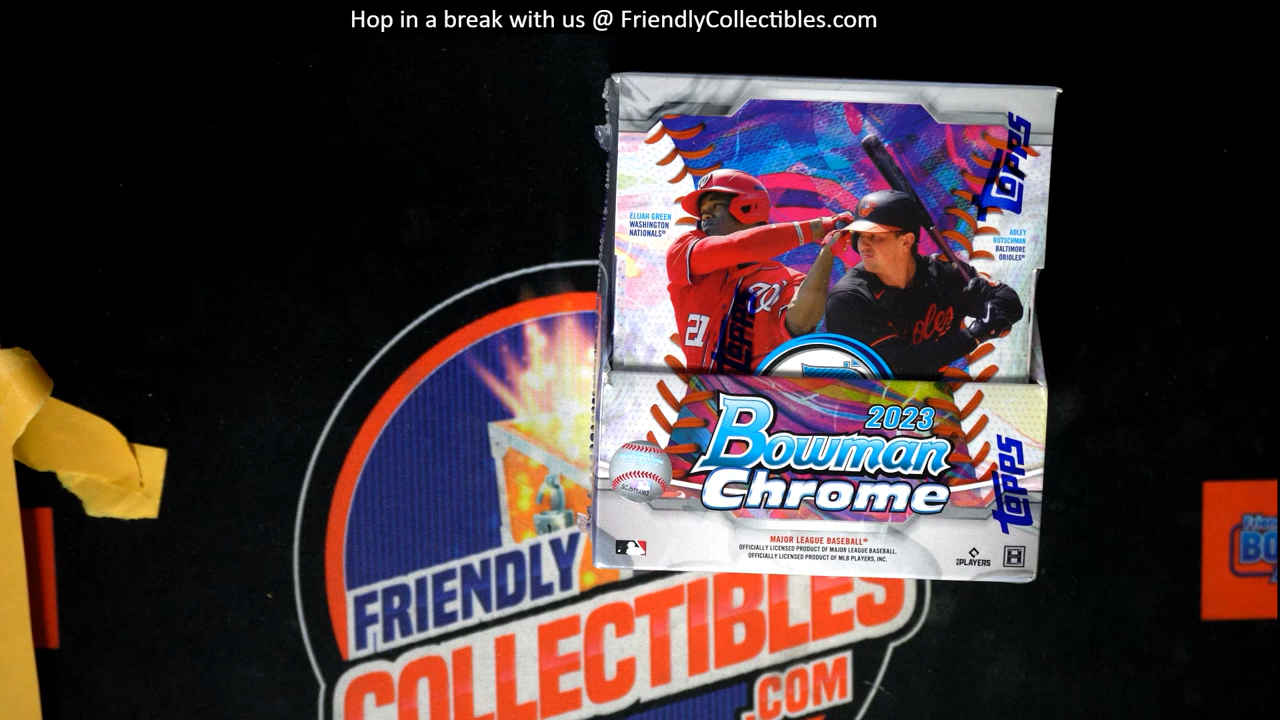 Hop in a break with us @ FriendlyCollectibles.com
TOPPS
ELIJAH GREEN
WASHINGTON
NATIONALS®
ADLEY
RUTSCHMAN
BALTIMORE
ORIOLES®
W
21
TOPPS
2023
Bowman
Chrome
TOPPS
MAJOR LEAGUE BASEBALL®
OFFICIALLY LICENSED PRODUCT OF MAJOR LEAGUE BASEBALL.
OFFICIALLY LICENSED PRODUCT OF MLB PLAYERS, INC.
PLAYERS
FRIENDLY
COLLECTIBLES
.COM